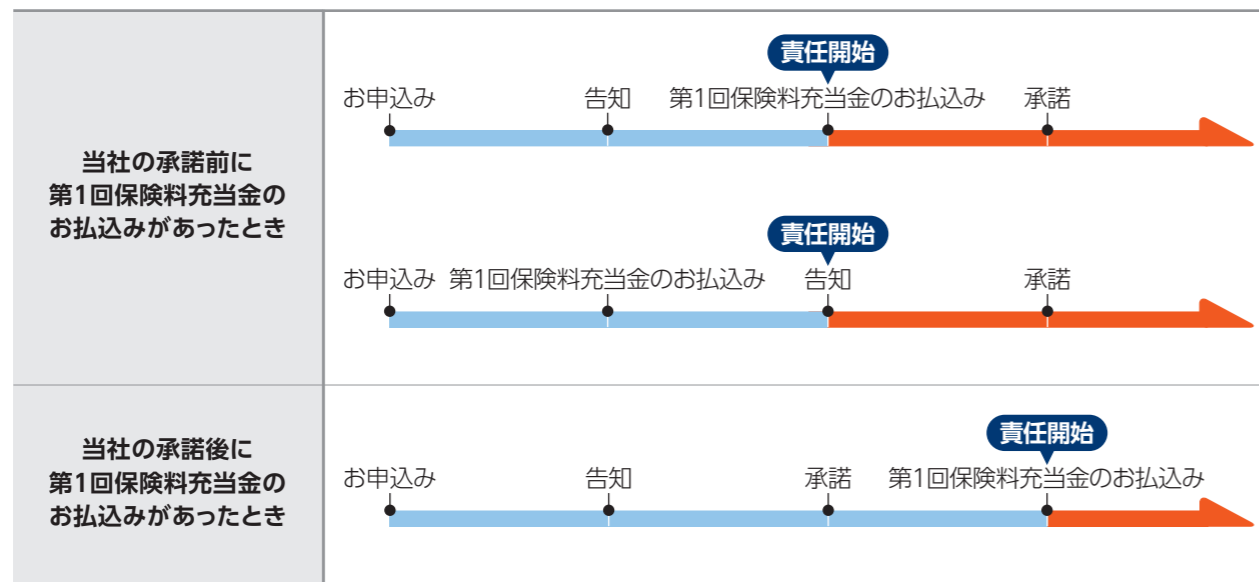 当社の承諾前に
第1回保険料充当金の
お払込みがあったとき
責任開始
お申込み 告知 第1回保険料充当金のお払込み 承諾
責任開始
お申込み 第1回保険料充当金のお払込み 告知 承諾
当社の承諾後に
第1回保険料充当金の
お払込みがあったとき
責任開始
お申込み 告知 承諾 第1回保険料充当金のお払込み